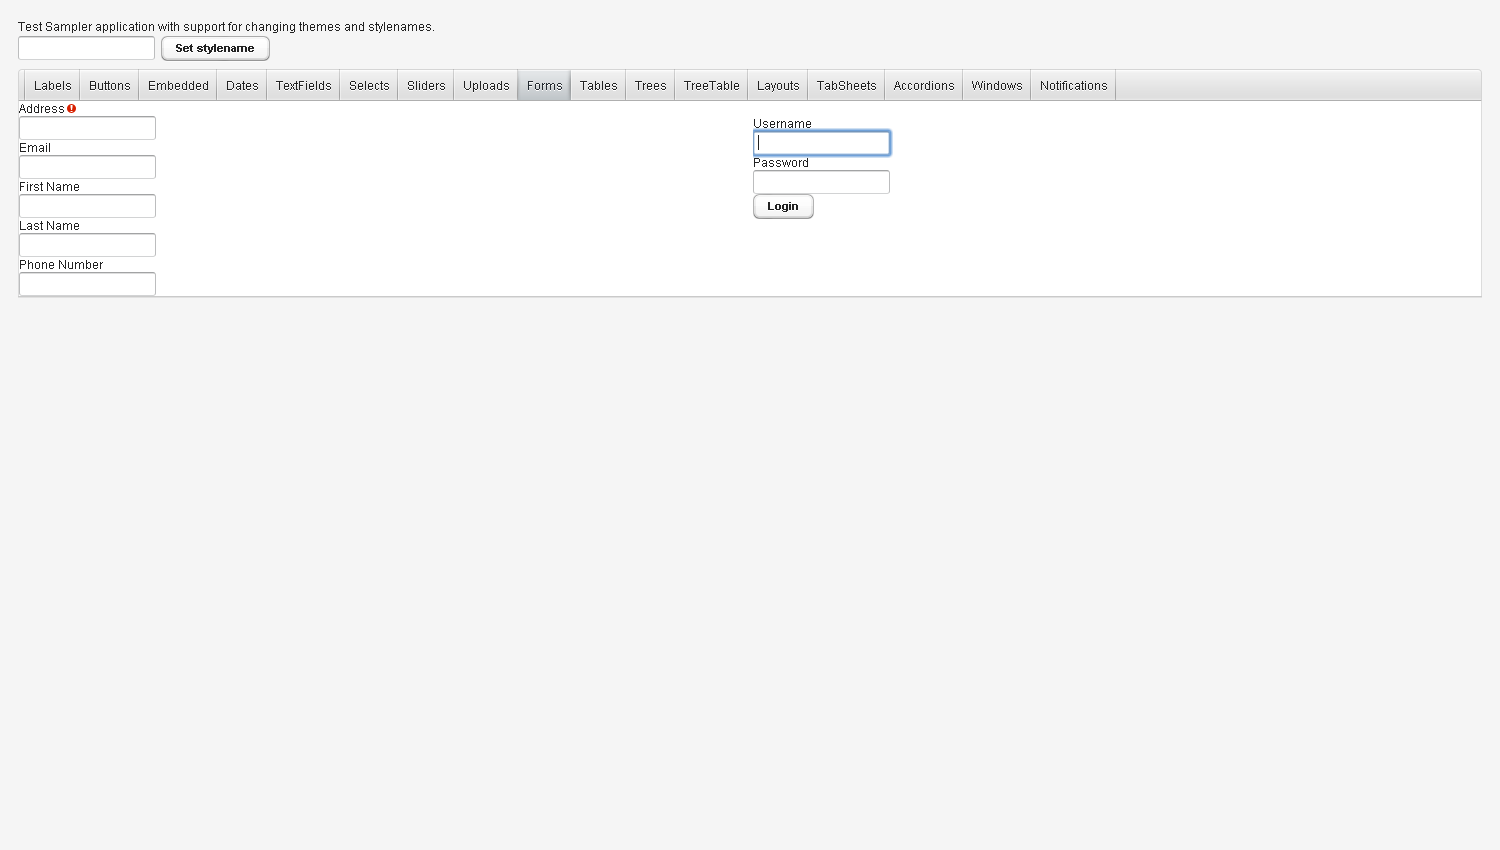 Test Sampler application with support for changing themes and stylenames.
Set stylename
Labels Buttons Embedded Dates TextFields Selects Sliders Uploads Forms Tables Trees TreeTable Layouts TabSheets Accordions Windows Notifications
Address
Email
First Name
Last Name
Phone Number
Username
Password
Login